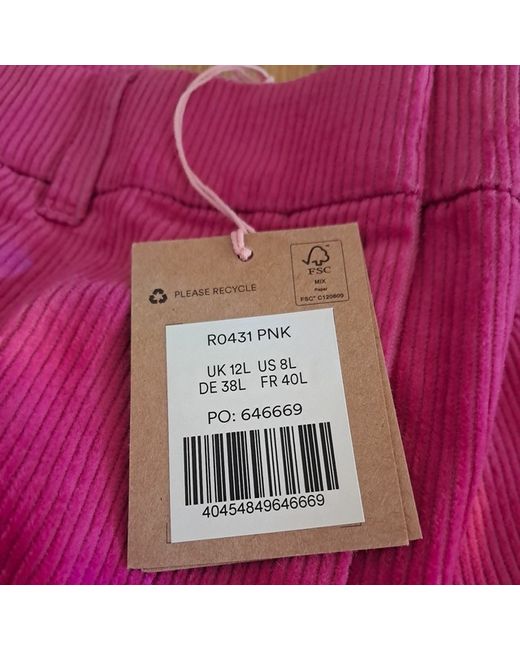 PLEASE RECYCLE
FSC
MIX
Paper
FSC® C120609
R0431 PNK
UK 12L US 8L
DE 38L FR 40L
PO: 646669
40454849646669